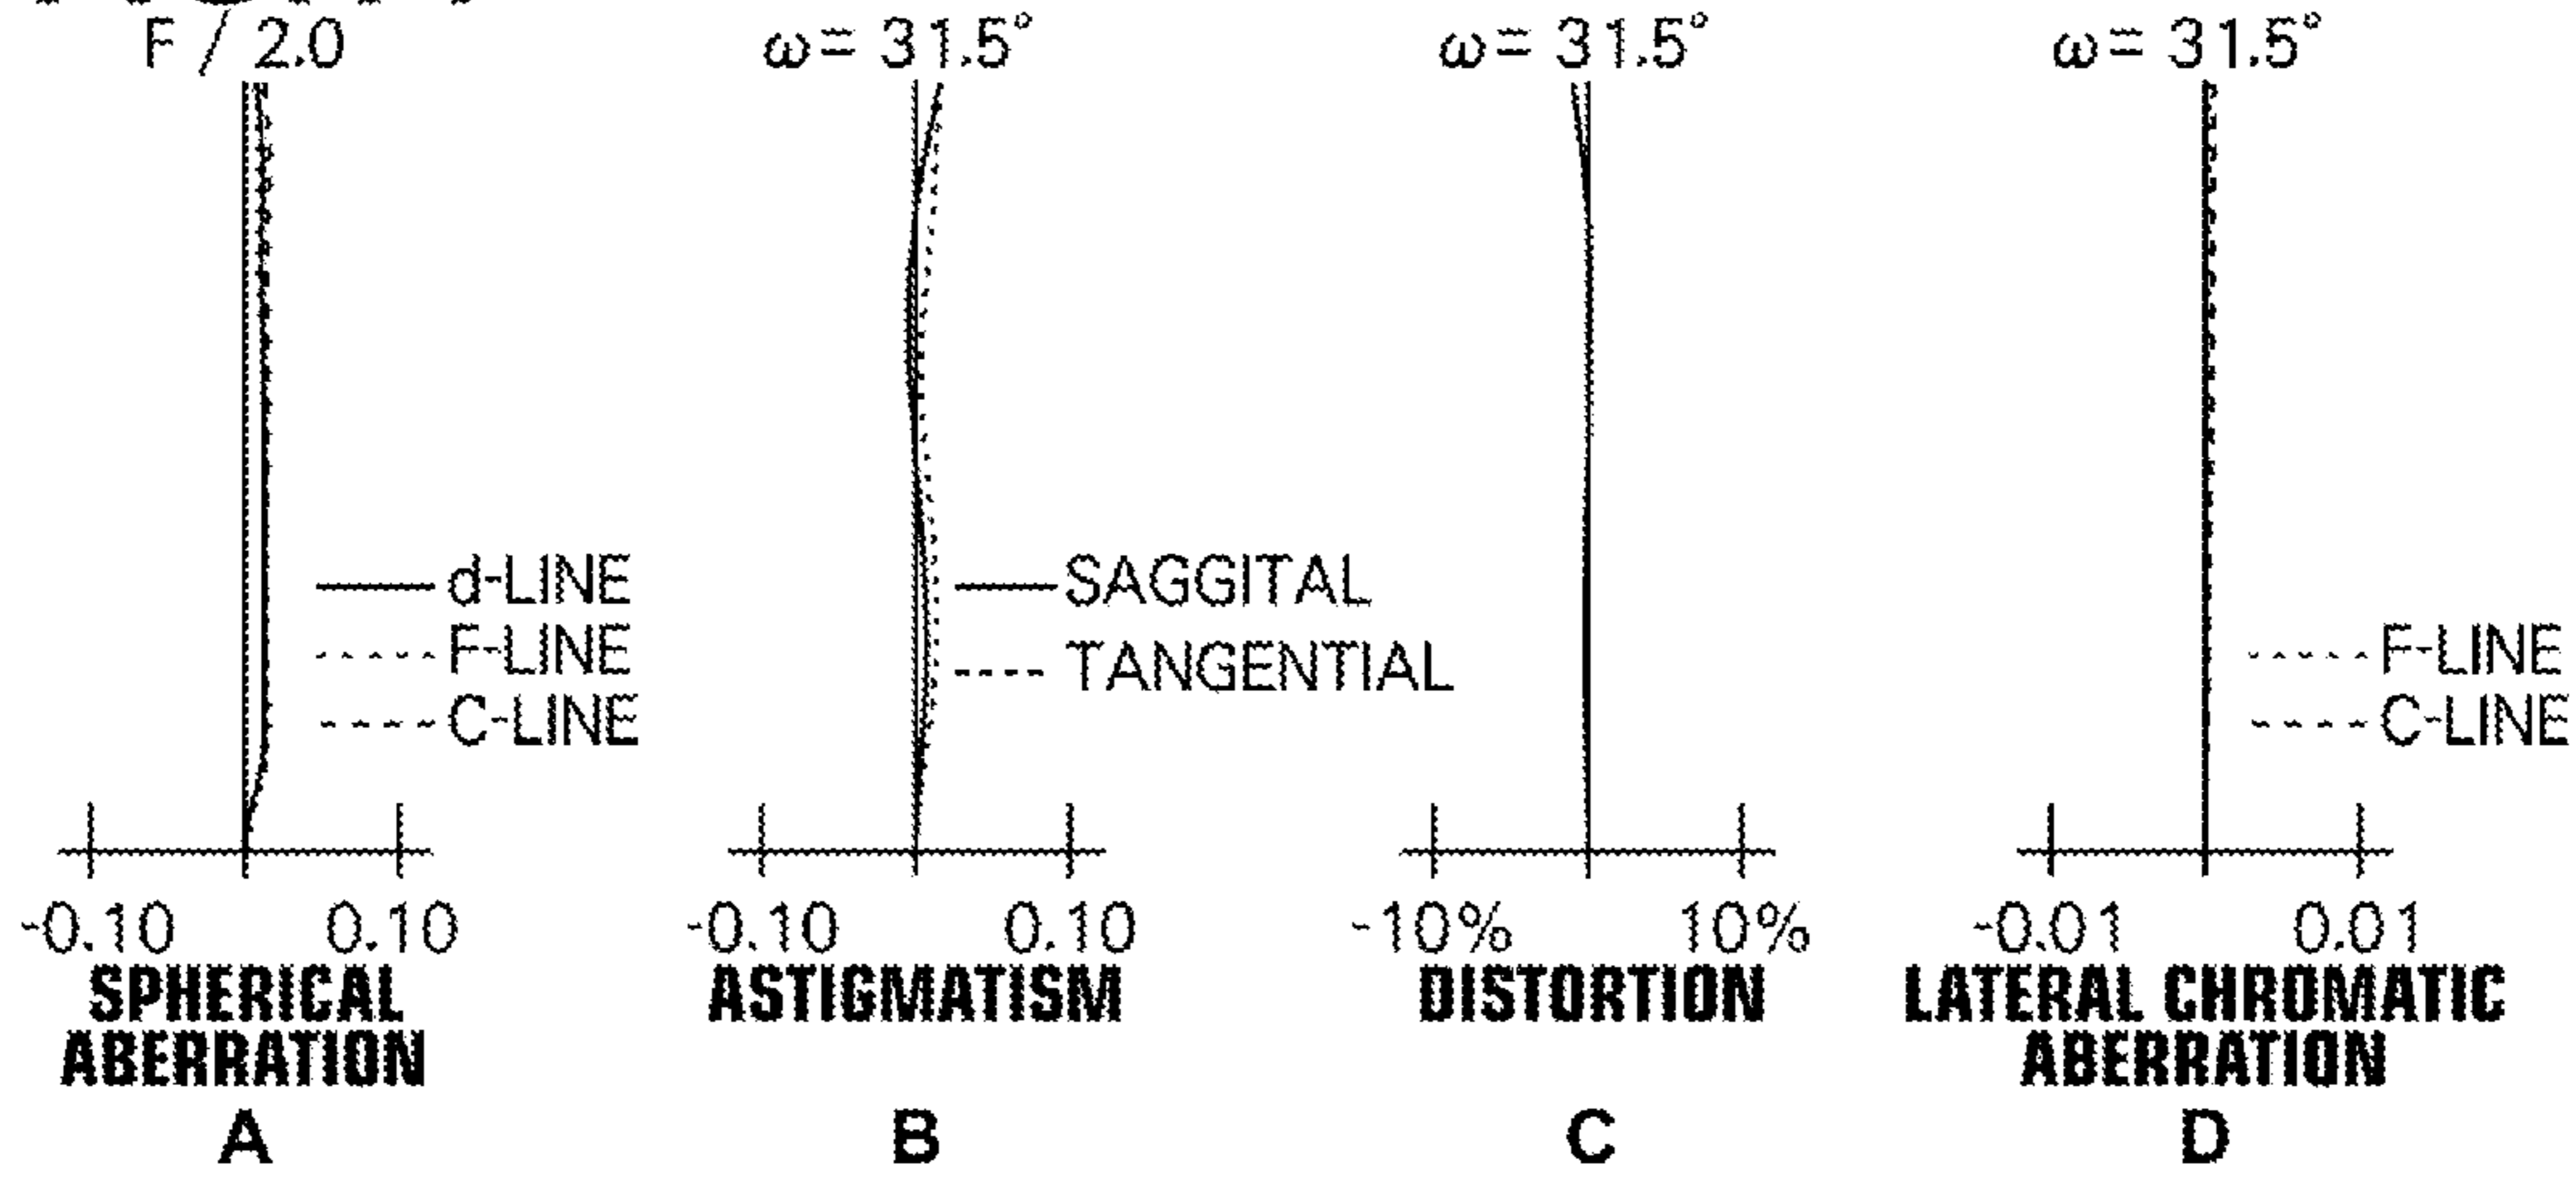 F / 2.0
ω= 31.5°
ω= 31.5°
ω= 31.5°
d-LINE
F-LINE
C-LINE
SAGGITAL
TANGENTIAL
F-LINE
C-LINE
-0.10 0.10
-0.10 0.10
-10% 10%
-0.01 0.01
SPHERICAL
ABERRATION
ASTIGMATISM
DISTORTION
LATERAL CHROMATIC
ABERRATION
A
B
C
D